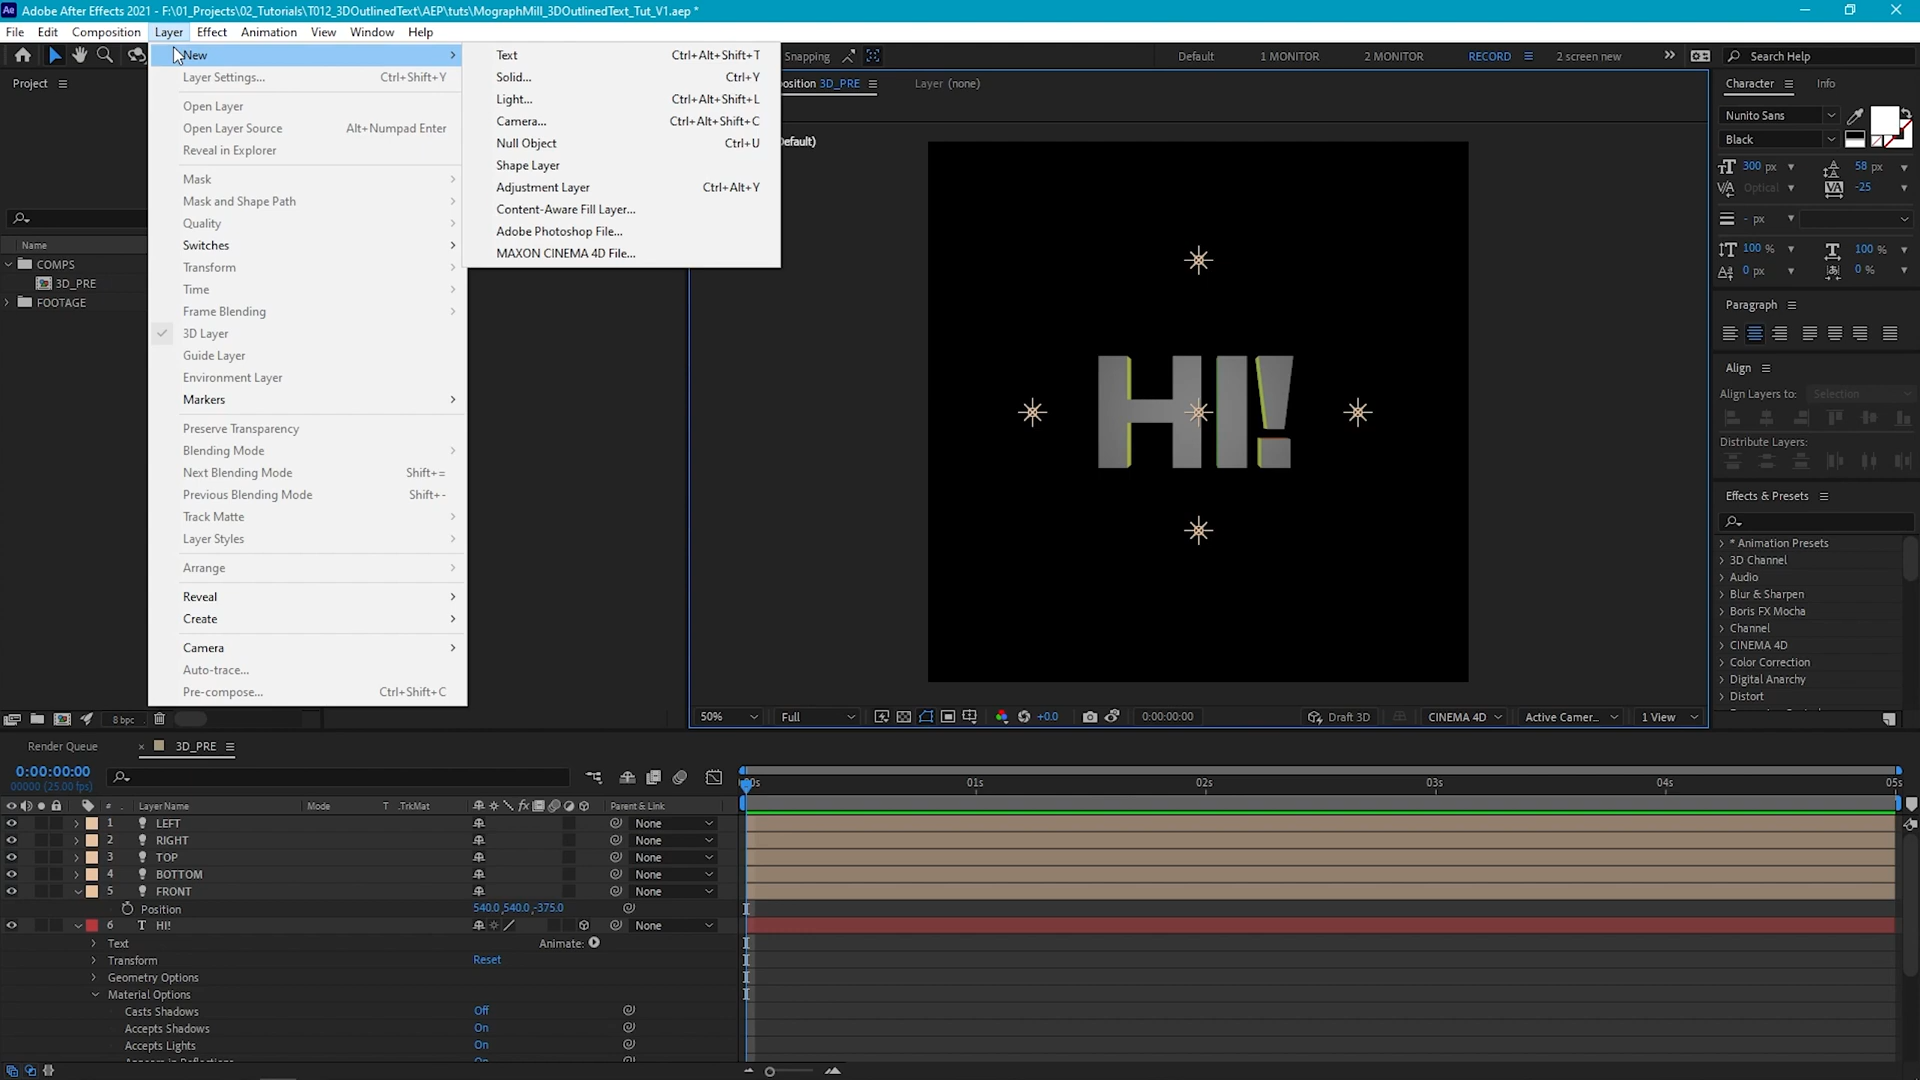 Ae Adobe After Effects 2021 - F:\01_Projects\02_Tutorials\T012_3DOutlinedText\AEP\tuts\MographMill_3DOutlinedText_Tut_V1.aep *
File Edit Composition Layer Effect Animation View Window Help
Snapping Default 1 MONITOR 2 MONITOR RECORD 2 screen new Search Help
Project
New
Layer Settings... Ctrl+Shift+Y
Open Layer
Open Layer Source Alt+Numpad Enter
Reveal in Explorer
Mask
Mask and Shape Path
Quality
Switches
Transform
Time
Frame Blending
3D Layer
Guide Layer
Environment Layer
Markers
Preserve Transparency
Blending Mode
Next Blending Mode Shift+=
Previous Blending Mode Shift+-
Track Matte
Layer Styles
Arrange
Reveal
Create
Camera
Auto-trace...
Pre-compose... Ctrl+Shift+C
Text Ctrl+Alt+Shift+T
Solid... Ctrl+Y
Light... Ctrl+Alt+Shift+L
Camera... Ctrl+Alt+Shift+C
Null Object Ctrl+U
Shape Layer
Adjustment Layer Ctrl+Alt+Y
Content-Aware Fill Layer...
Adobe Photoshop File...
MAXON CINEMA 4D File...
Name
COMPS
3D_PRE
FOOTAGE
8 bpc
position 3D_PRE Layer (none)
efault)
HI!
50% Full +0.0 0:00:00:00 Draft 3D CINEMA 4D Active Camer... 1 View
Character Info
Nunito Sans
Black
300 px 58 px
Optical -25
- px
100 % 100 %
0 px 0 %
Paragraph
Align
Align Layers to: Selection
Distribute Layers:
Effects & Presets
* Animation Presets
3D Channel
Audio
Blur & Sharpen
Boris FX Mocha
Channel
CINEMA 4D
Color Correction
Digital Anarchy
Distort
Render Queue 3D_PRE
0:00:00:00
00000 (25.00 fps)
00s 01s 02s 03s 04s 05s
# Layer Name Mode T .TrkMat fx Parent & Link
1 LEFT None
2 RIGHT None
3 TOP None
4 BOTTOM None
5 FRONT None
Position 540.0,540.0,-375.0
6 T HI! None
Text Animate:
Transform Reset
Geometry Options
Material Options
Casts Shadows Off
Accepts Shadows On
Accepts Lights On